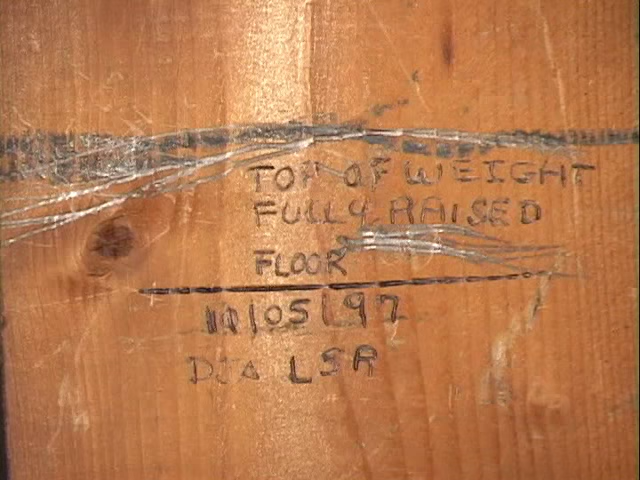 TOP OF WEIGHT
FULLY RAISED
FLOOR
11/05/97
DJA LSR